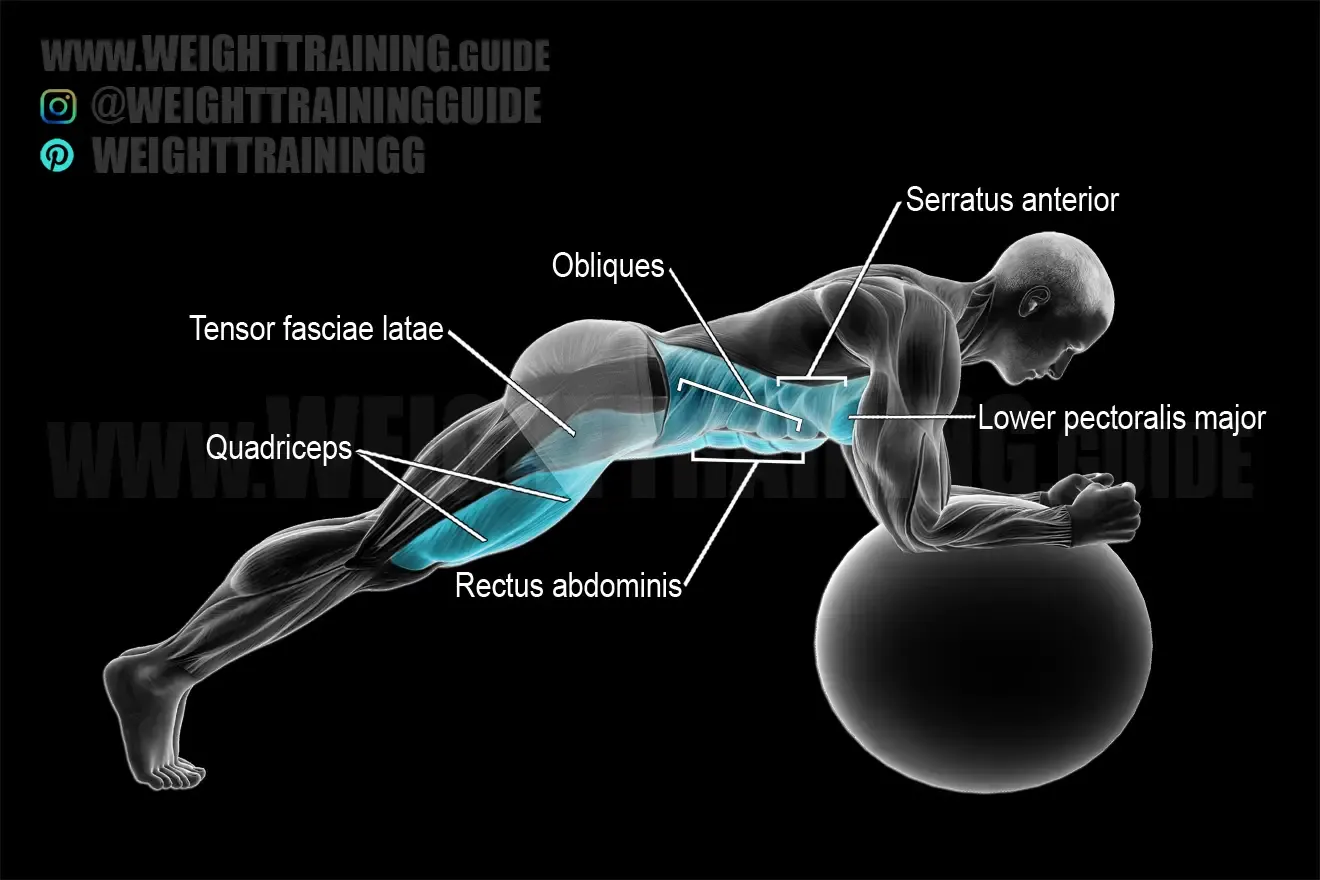 WWW.WEIGHTTRAINING.GUIDE
@WEIGHTTRAININGGUIDE
WEIGHTTRAININGG
Serratus anterior
Obliques
Tensor fasciae latae
Lower pectoralis major
Quadriceps
WWW.WEIGHTTRAINING.GUIDE
Rectus abdominis